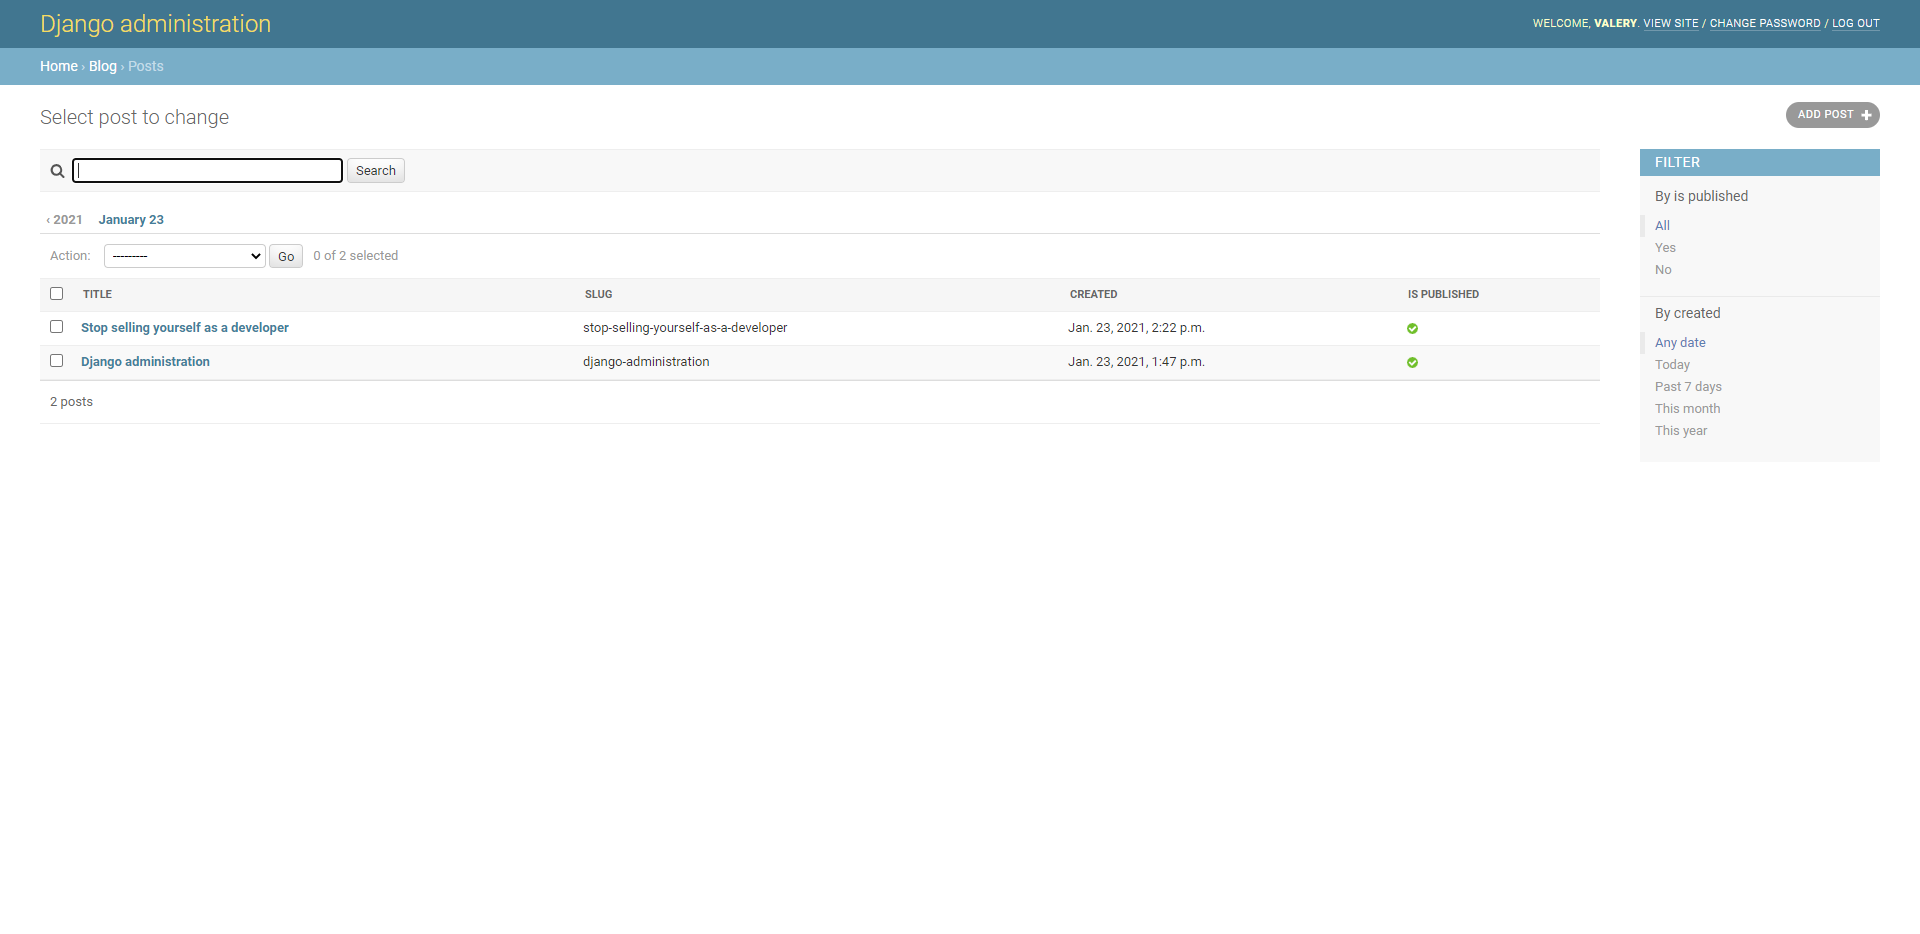 Django administration
WELCOME, VALERY. VIEW SITE / CHANGE PASSWORD / LOG OUT
Home › Blog › Posts
Select post to change
ADD POST
Search
‹ 2021 January 23
Action: --------- Go 0 of 2 selected
TITLE SLUG CREATED IS PUBLISHED
Stop selling yourself as a developer stop-selling-yourself-as-a-developer Jan. 23, 2021, 2:22 p.m.
Django administration django-administration Jan. 23, 2021, 1:47 p.m.
2 posts
FILTER
By is published
All
Yes
No
By created
Any date
Today
Past 7 days
This month
This year